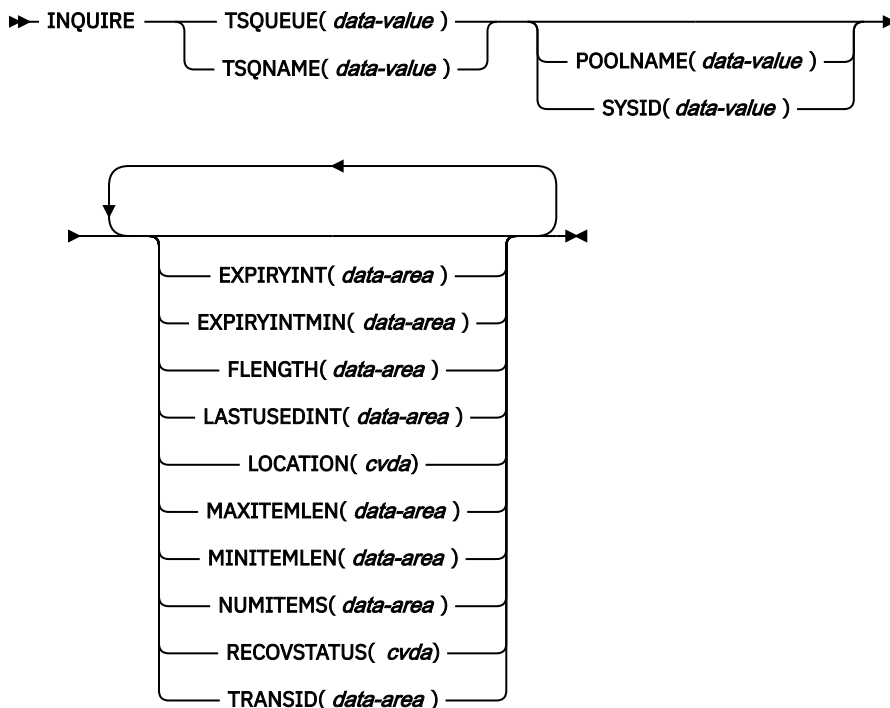 INQUIRE TSQUEUE( data-value )
TSQNAME( data-value ) POOLNAME( data-value )
SYSID( data-value )
EXPIRYINT( data-area )
EXPIRYINTMIN( data-area )
FLENGTH( data-area )
LASTUSEDINT( data-area )
LOCATION( cvda)
MAXITEMLEN( data-area )
MINITEMLEN( data-area )
NUMITEMS( data-area )
RECOVSTATUS( cvda)
TRANSID( data-area )